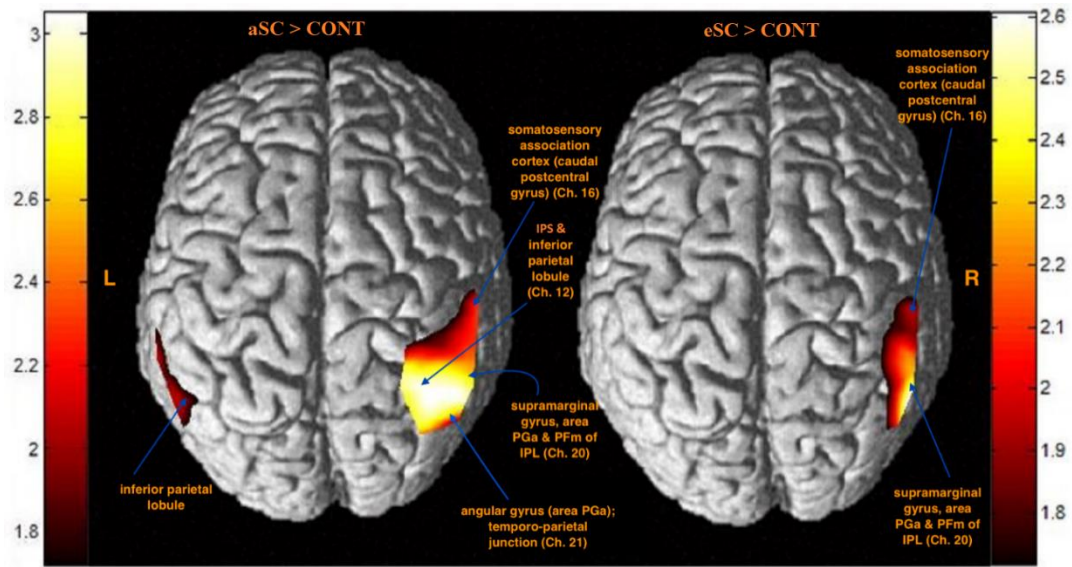 aSC > CONT
eSC > CONT
3
2.8
2.6
2.4
2.2
2
1.8
L
somatosensory
association
cortex (caudal
postcentral
gyrus) (Ch. 16)
IPS &
inferior
parietal
lobule
(Ch. 12)
supramarginal
gyrus, area
PGa & PFm of
IPL (Ch. 20)
angular gyrus (area PGa);
temporo-parietal
junction (Ch. 21)
inferior parietal
lobule
somatosensory
association
cortex (caudal
postcentral
gyrus) (Ch. 16)
R
supramarginal
gyrus, area
PGa & PFm of
IPL (Ch. 20)
2.6
2.5
2.4
2.3
2.2
2.1
2
1.9
1.8